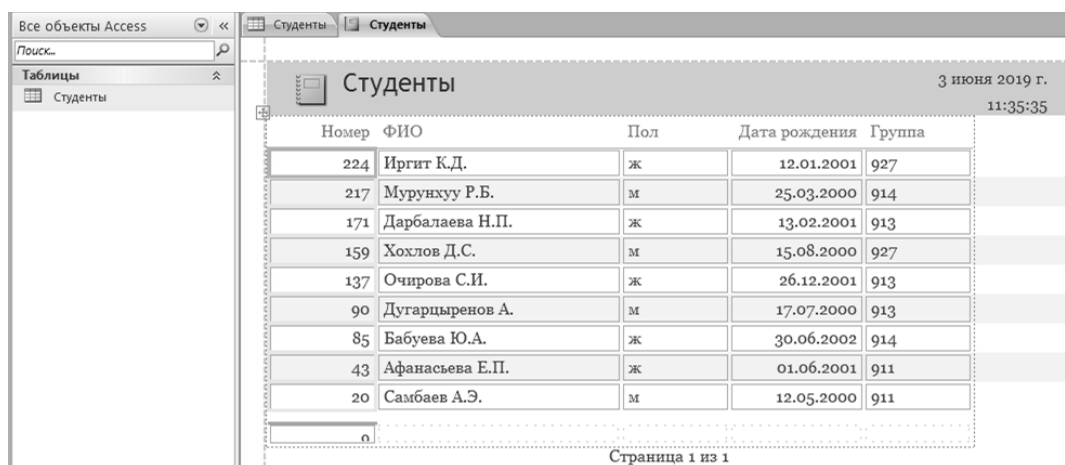 Все объекты Access
Студенты Студенты
Поиск...
Таблицы
Студенты
Студенты
3 июня 2019 г.
11:35:35
Номер ФИО Пол Дата рождения Группа
224 Иргит К.Д. ж 12.01.2001 927
217 Мурунхуу Р.Б. м 25.03.2000 914
171 Дарбалаева Н.П. ж 13.02.2001 913
159 Хохлов Д.С. м 15.08.2000 927
137 Очирова С.И. ж 26.12.2001 913
90 Дугарцыренов А. м 17.07.2000 913
85 Бабуева Ю.А. ж 30.06.2002 914
43 Афанасьева Е.П. ж 01.06.2001 911
20 Самбаев А.Э. м 12.05.2000 911
Страница 1 из 1